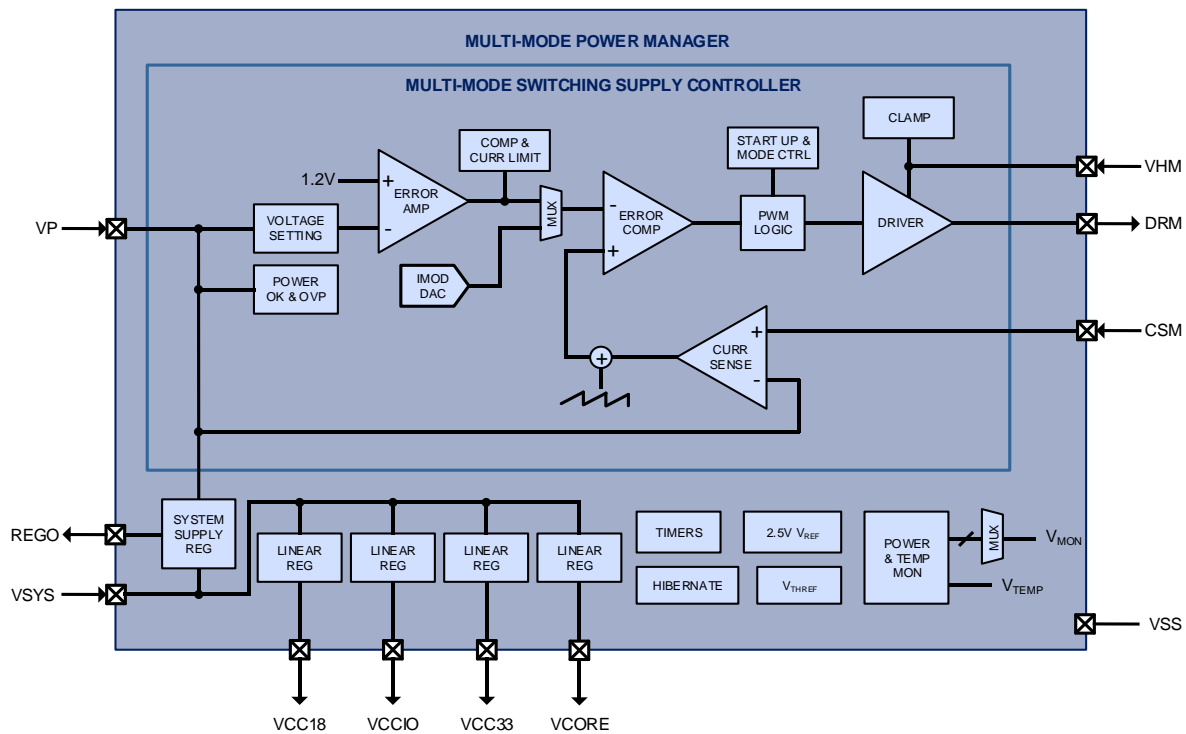 MULTI-MODE POWER MANAGER
MULTI-MODE SWITCHING SUPPLY CONTROLLER
CLAMP
COMP &
CURR LIMIT
START UP &
MODE CTRL
VHM
1.2V
+
ERROR
AMP
-
MUX
-
ERROR
COMP
+
PWM
LOGIC
DRIVER
DRM
VP
VOLTAGE
SETTING
POWER
OK & OVP
IMOD
DAC
CSM
+
CURR
SENSE
-
+
REGO
SYSTEM
SUPPLY
REG
VSYS
LINEAR
REG
LINEAR
REG
LINEAR
REG
LINEAR
REG
TIMERS
2.5V VREF
HIBERNATE
VTHREF
POWER
& TEMP
MON
MUX
VMON
VTEMP
VSS
VCC18
VCCIO
VCC33
VCORE